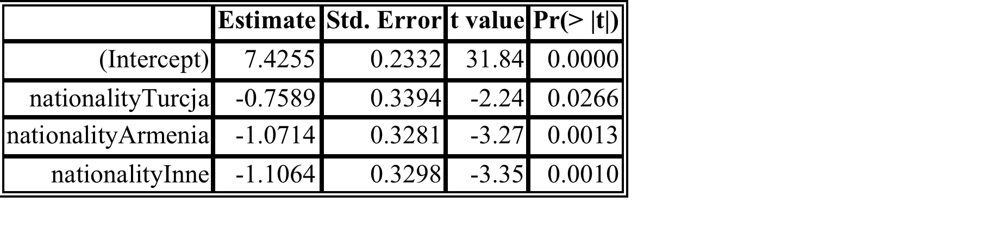 Estimate Std. Error t value Pr(> |t|)
(Intercept) 7.4255 0.2332 31.84 0.0000
nationalityTurcja -0.7589 0.3394 -2.24 0.0266
nationalityArmenia -1.0714 0.3281 -3.27 0.0013
nationalityInne -1.1064 0.3298 -3.35 0.0010